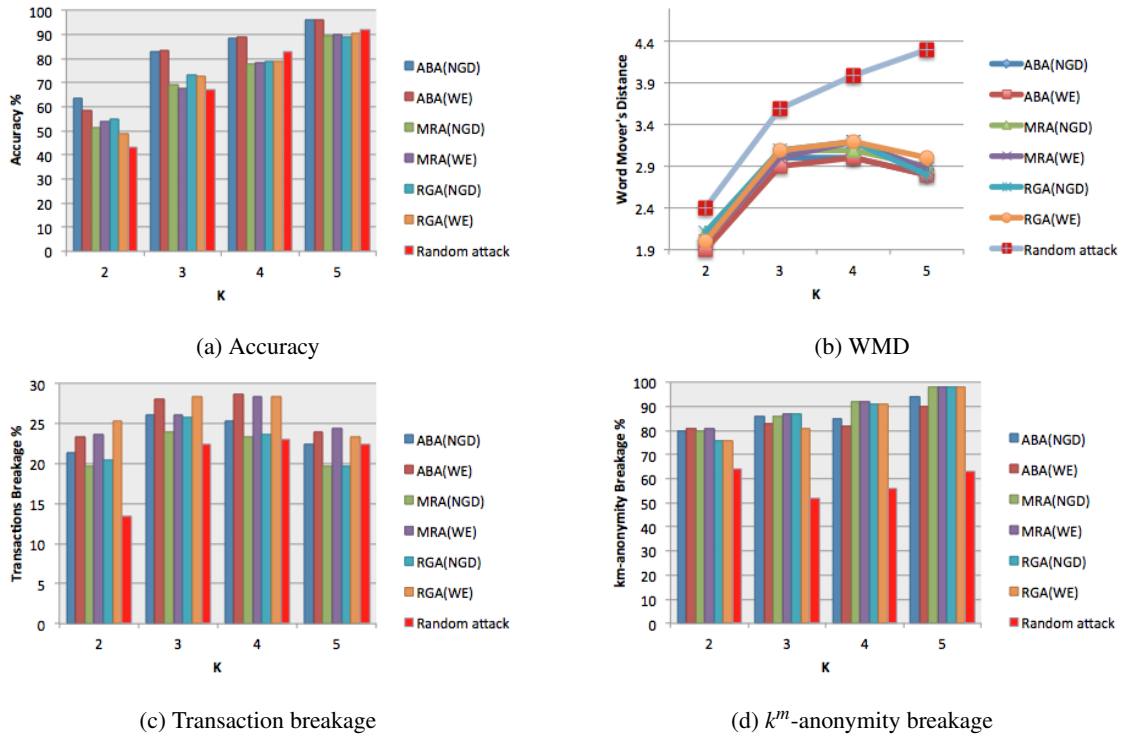 100
90
80
70
60
50
40
30
20
10
0
Accuracy %
2 3 4 5
K
ABA(NGD)
ABA(WE)
MRA(NGD)
MRA(WE)
RGA(NGD)
RGA(WE)
Random attack
(a) Accuracy
4.4
3.9
3.4
2.9
2.4
1.9
Word Mover's Distance
2 3 4 5
K
ABA(NGD)
ABA(WE)
MRA(NGD)
MRA(WE)
RGA(NGD)
RGA(WE)
Random attack
(b) WMD
30
25
20
15
10
5
0
Transactions Breakage %
2 3 4 5
K
ABA(NGD)
ABA(WE)
MRA(NGD)
MRA(WE)
RGA(NGD)
RGA(WE)
Random attack
(c) Transaction breakage
100
90
80
70
60
50
40
30
20
10
0
km-anonymity Breakage %
2 3 4 5
K
ABA(NGD)
ABA(WE)
MRA(NGD)
MRA(WE)
RGA(NGD)
RGA(WE)
Random attack
(d) k^m-anonymity breakage